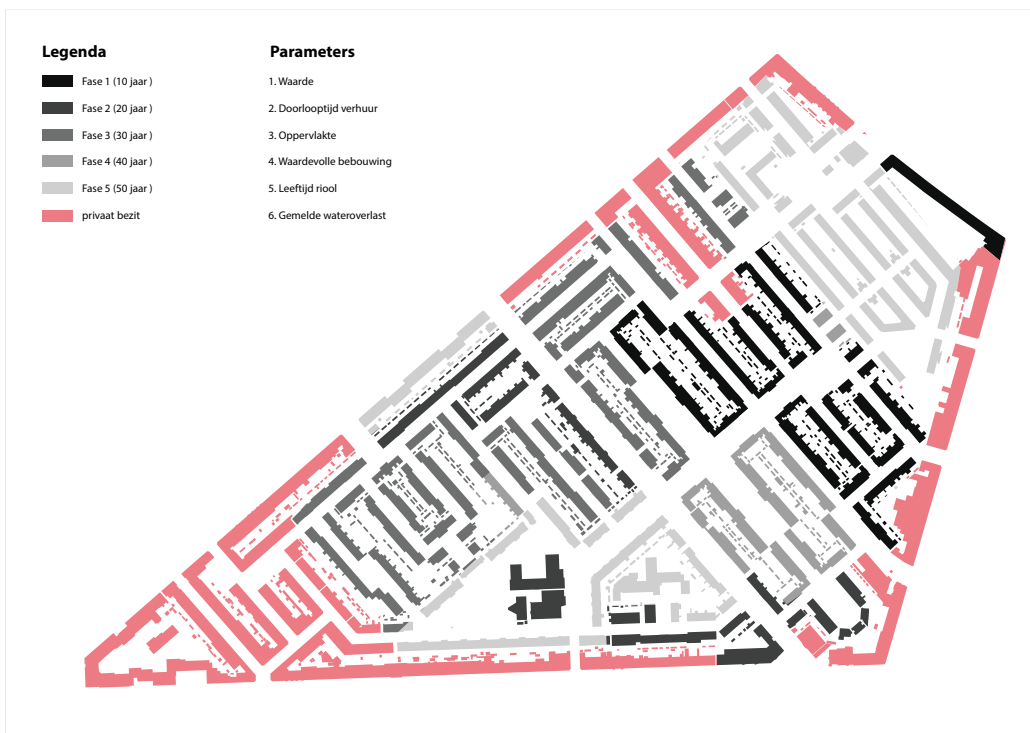 Legenda
Fase 1 (10 jaar )
Fase 2 (20 jaar )
Fase 3 (30 jaar )
Fase 4 (40 jaar )
Fase 5 (50 jaar )
privaat bezit
Parameters
1. Waarde
2. Doorlooptijd verhuur
3. Oppervlakte
4. Waardevolle bebouwing
5. Leeftijd riool
6. Gemelde wateroverlast